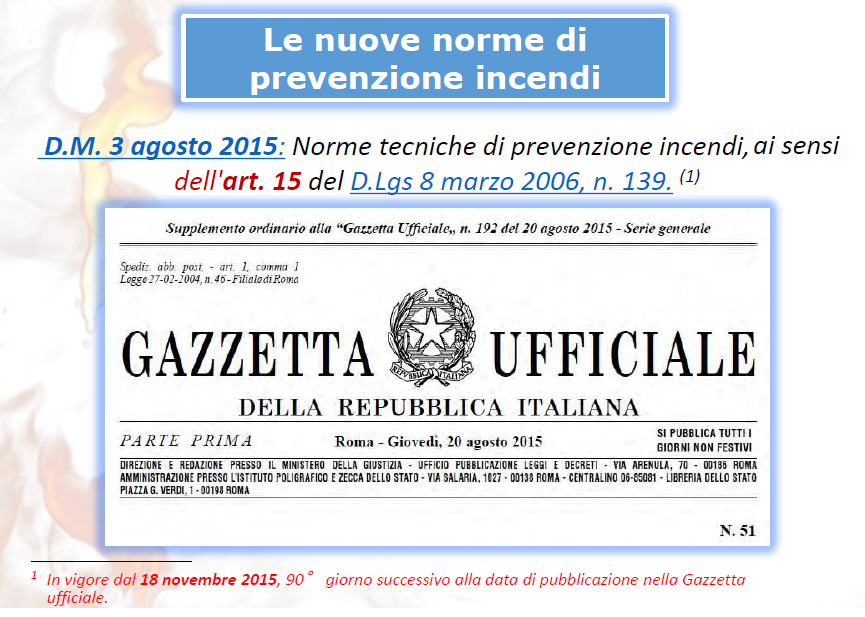 Le nuove norme di
prevenzione incendi
D.M. 3 agosto 2015: Norme tecniche di prevenzione incendi, ai sensi
dell'art. 15 del D.Lgs 8 marzo 2006, n. 139. (1)
Supplemento ordinario alla "Gazzetta Ufficiale„ n. 192 del 20 agosto 2015 - Serie generale
Spediz. abb. post. - art. 1, comma 1
Legge 27-02-2004, n. 46 - Filiale di Roma
GAZZETTA UFFICIALE
REPVBBLICA ITALIANA
DELLA REPUBBLICA ITALIANA
PARTE PRIMA Roma - Giovedì, 20 agosto 2015 SI PUBBLICA TUTTI I
GIORNI NON FESTIVI
DIREZIONE E REDAZIONE PRESSO IL MINISTERO DELLA GIUSTIZIA - UFFICIO PUBBLICAZIONE LEGGI E DECRETI - VIA ARENULA, 70 - 00186 ROMA
AMMINISTRAZIONE PRESSO L'ISTITUTO POLIGRAFICO E ZECCA DELLO STATO - VIA SALARIA, 1027 - 00138 ROMA - CENTRALINO 06-85081 - LIBRERIA DELLO STATO
PIAZZA G. VERDI, 1 - 00198 ROMA
N. 51
1 In vigore dal 18 novembre 2015, 90° giorno successivo alla data di pubblicazione nella Gazzetta
ufficiale.